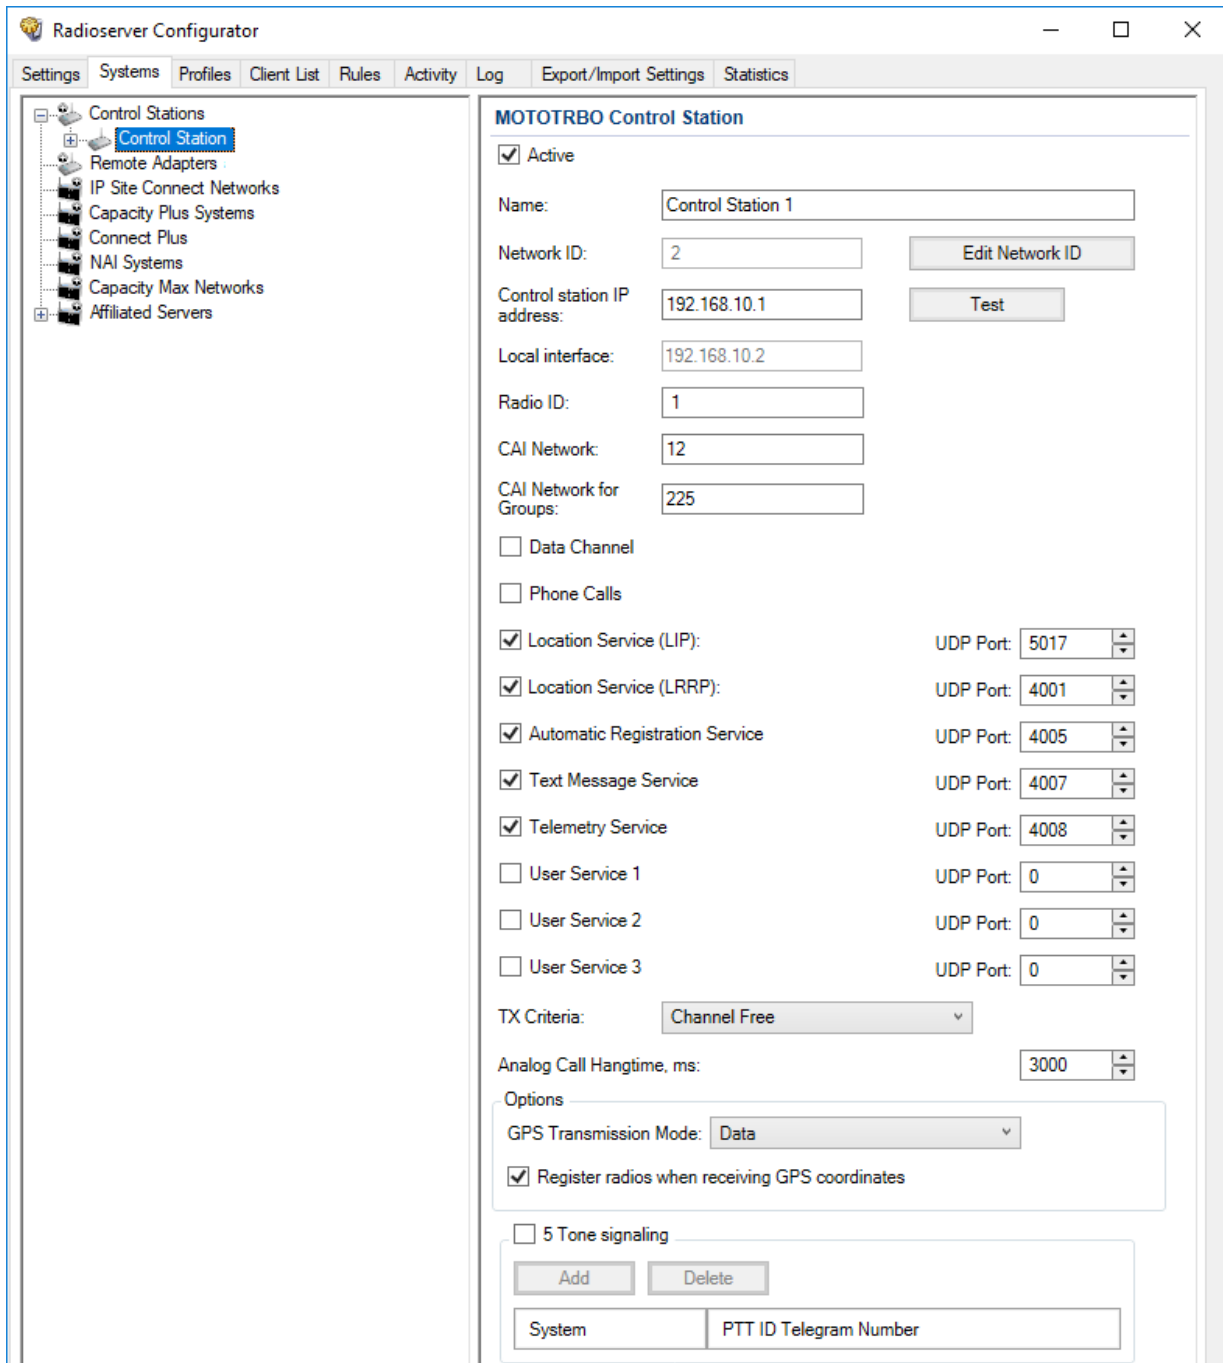 Radioserver Configurator
Settings Systems Profiles Client List Rules Activity Log Export/Import Settings Statistics
Control Stations
Control Station
Remote Adapters
IP Site Connect Networks
Capacity Plus Systems
Connect Plus
NAI Systems
Capacity Max Networks
Affiliated Servers
MOTOTRBO Control Station
Active
Name: Control Station 1
Network ID: 2 Edit Network ID
Control station IP
address: 192.168.10.1 Test
Local interface: 192.168.10.2
Radio ID: 1
CAI Network: 12
CAI Network for
Groups: 225
Data Channel
Phone Calls
Location Service (LIP): UDP Port: 5017
Location Service (LRRP): UDP Port: 4001
Automatic Registration Service UDP Port: 4005
Text Message Service UDP Port: 4007
Telemetry Service UDP Port: 4008
User Service 1 UDP Port: 0
User Service 2 UDP Port: 0
User Service 3 UDP Port: 0
TX Criteria: Channel Free
Analog Call Hangtime, ms: 3000
Options
GPS Transmission Mode: Data
Register radios when receiving GPS coordinates
5 Tone signaling
Add Delete
System PTT ID Telegram Number